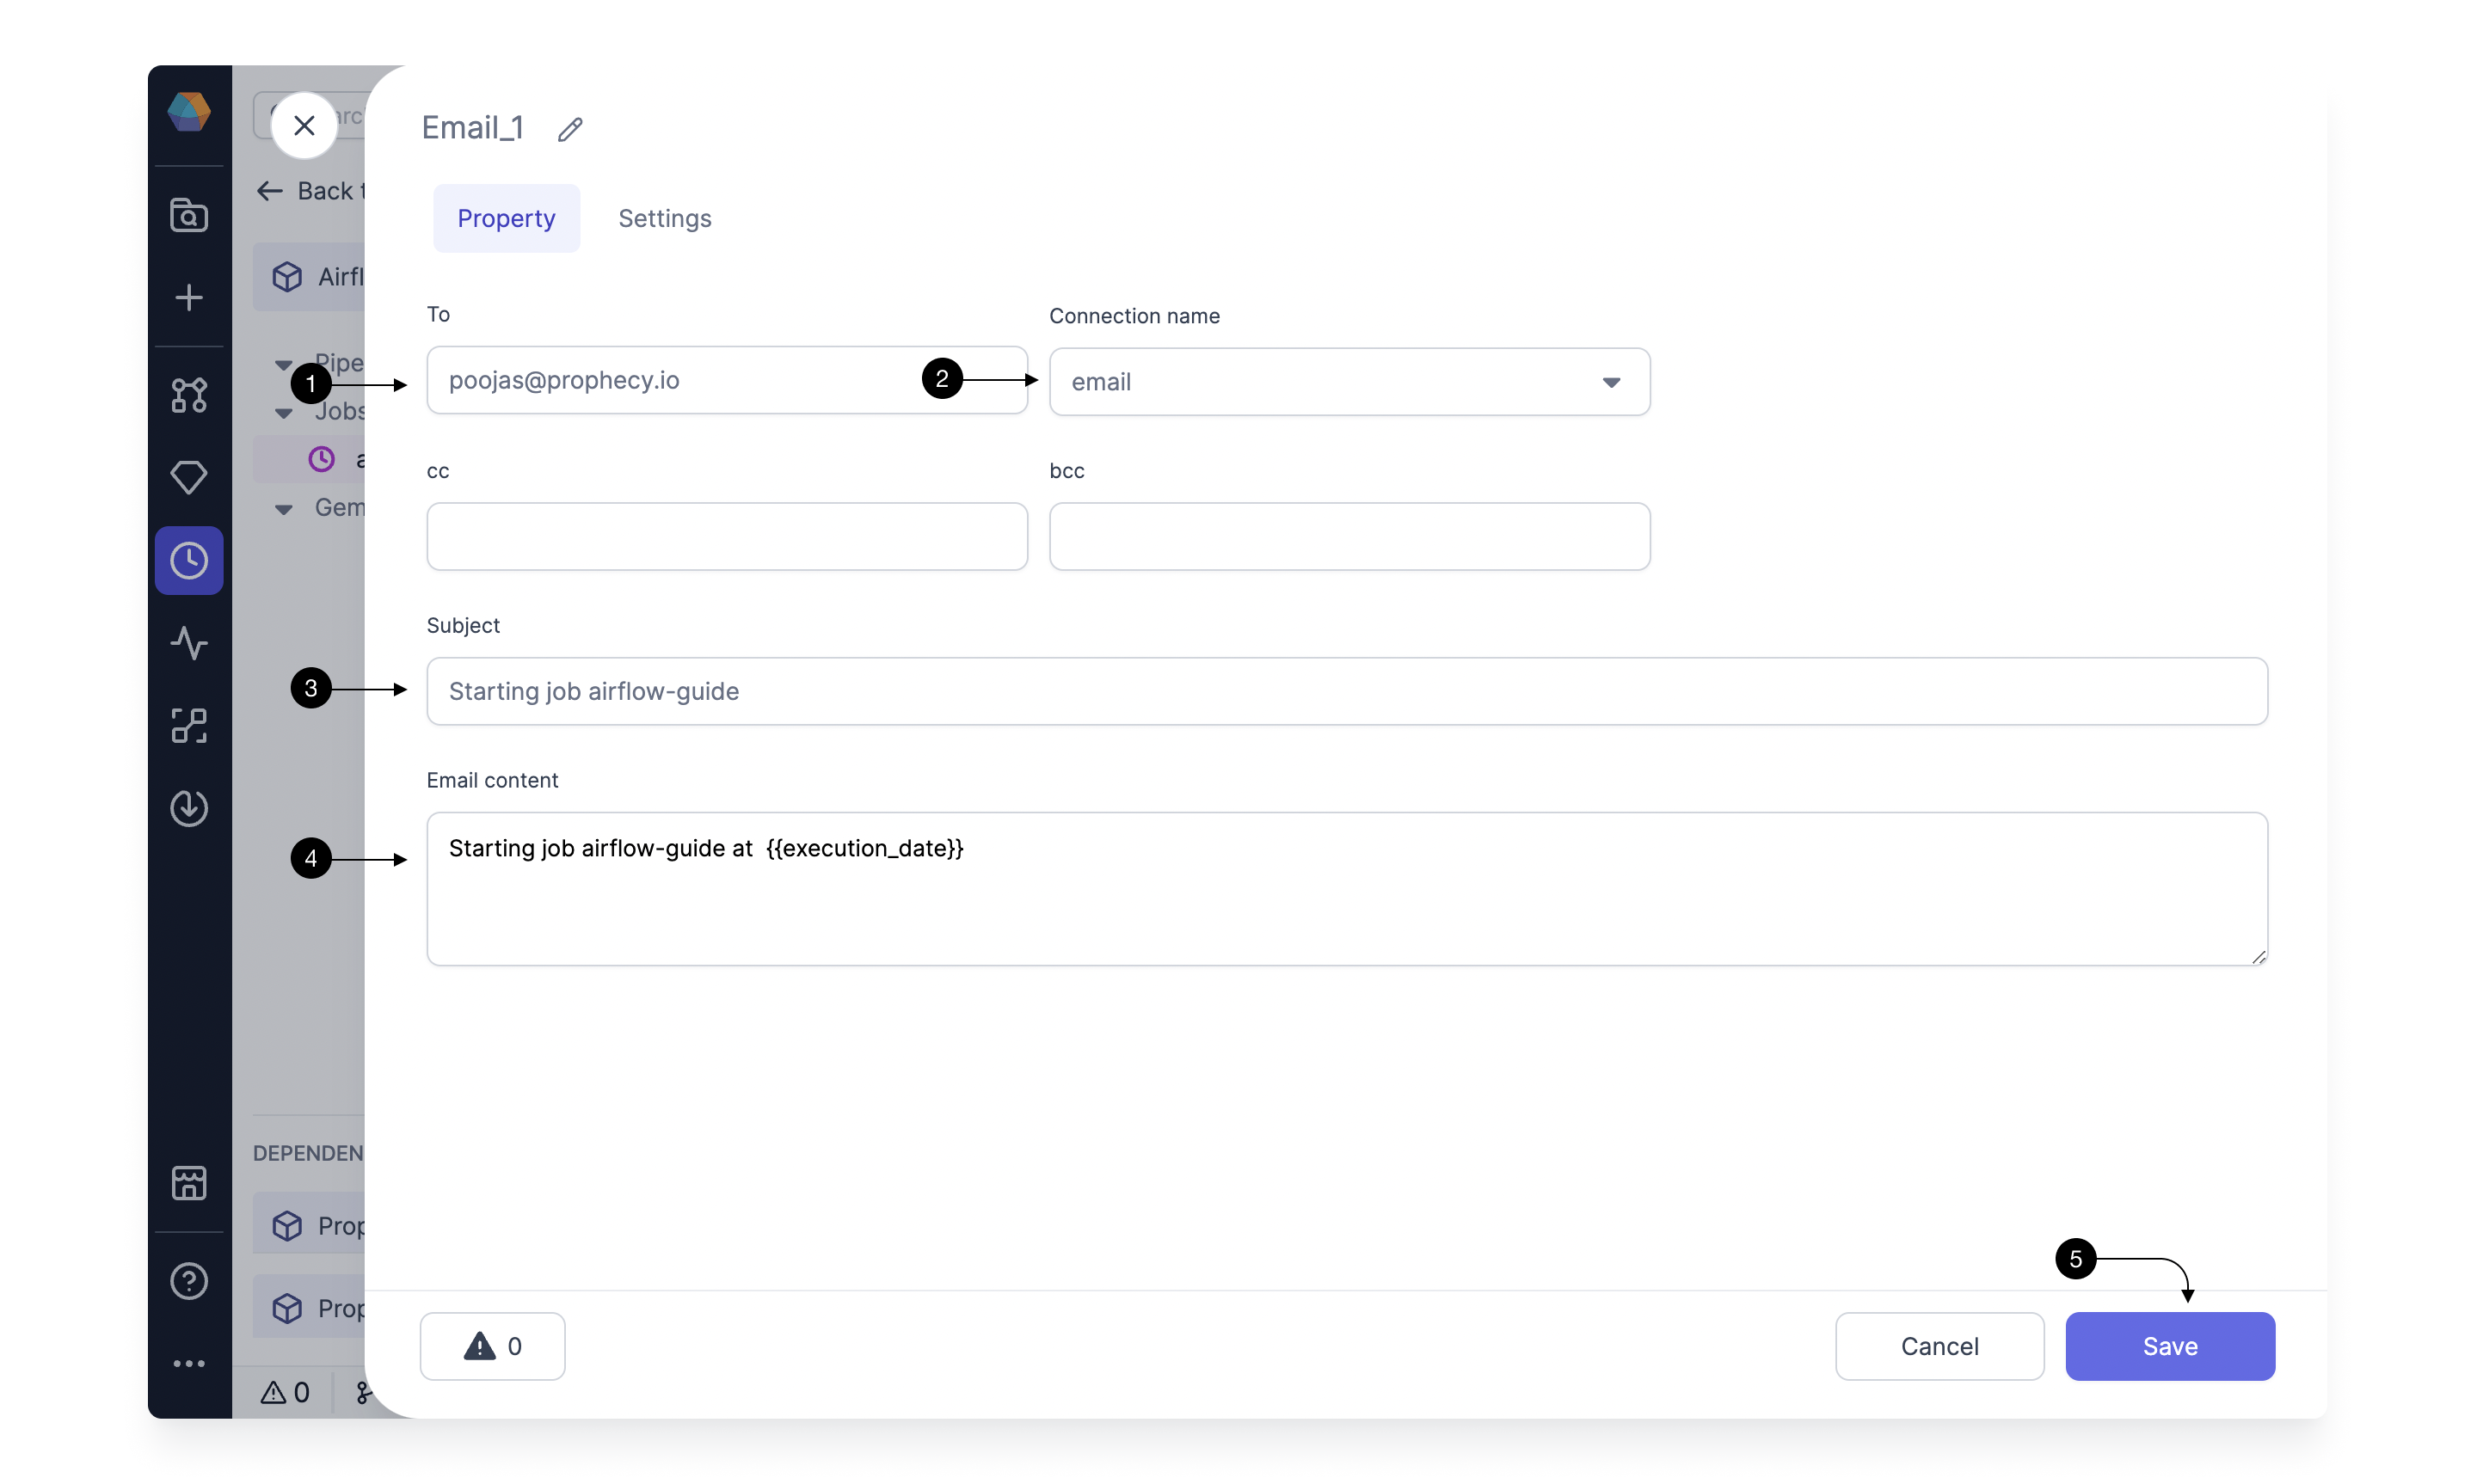 Email_1
Back
Property
Settings
To
Connection name
Pipe
1
poojas@prophecy.io
2
email
Jobs
cc
bcc
Gem
Subject
3
Starting job airflow-guide
Email content
4
Starting job airflow-guide at {{execution_date}}
DEPENDEN
Prop
5
Prop
0
Cancel
Save
0